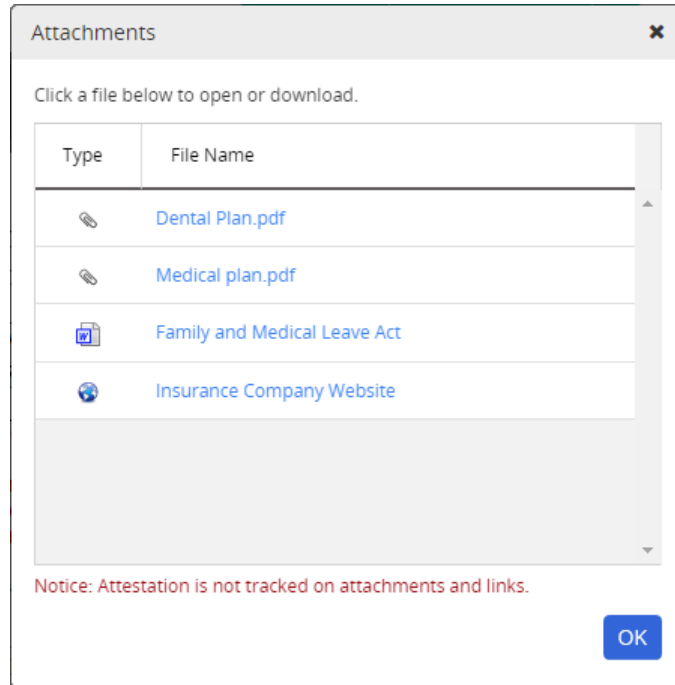 Attachments
Click a file below to open or download.
Type File Name
Dental Plan.pdf
Medical plan.pdf
Family and Medical Leave Act
Insurance Company Website
Notice: Attestation is not tracked on attachments and links.
OK